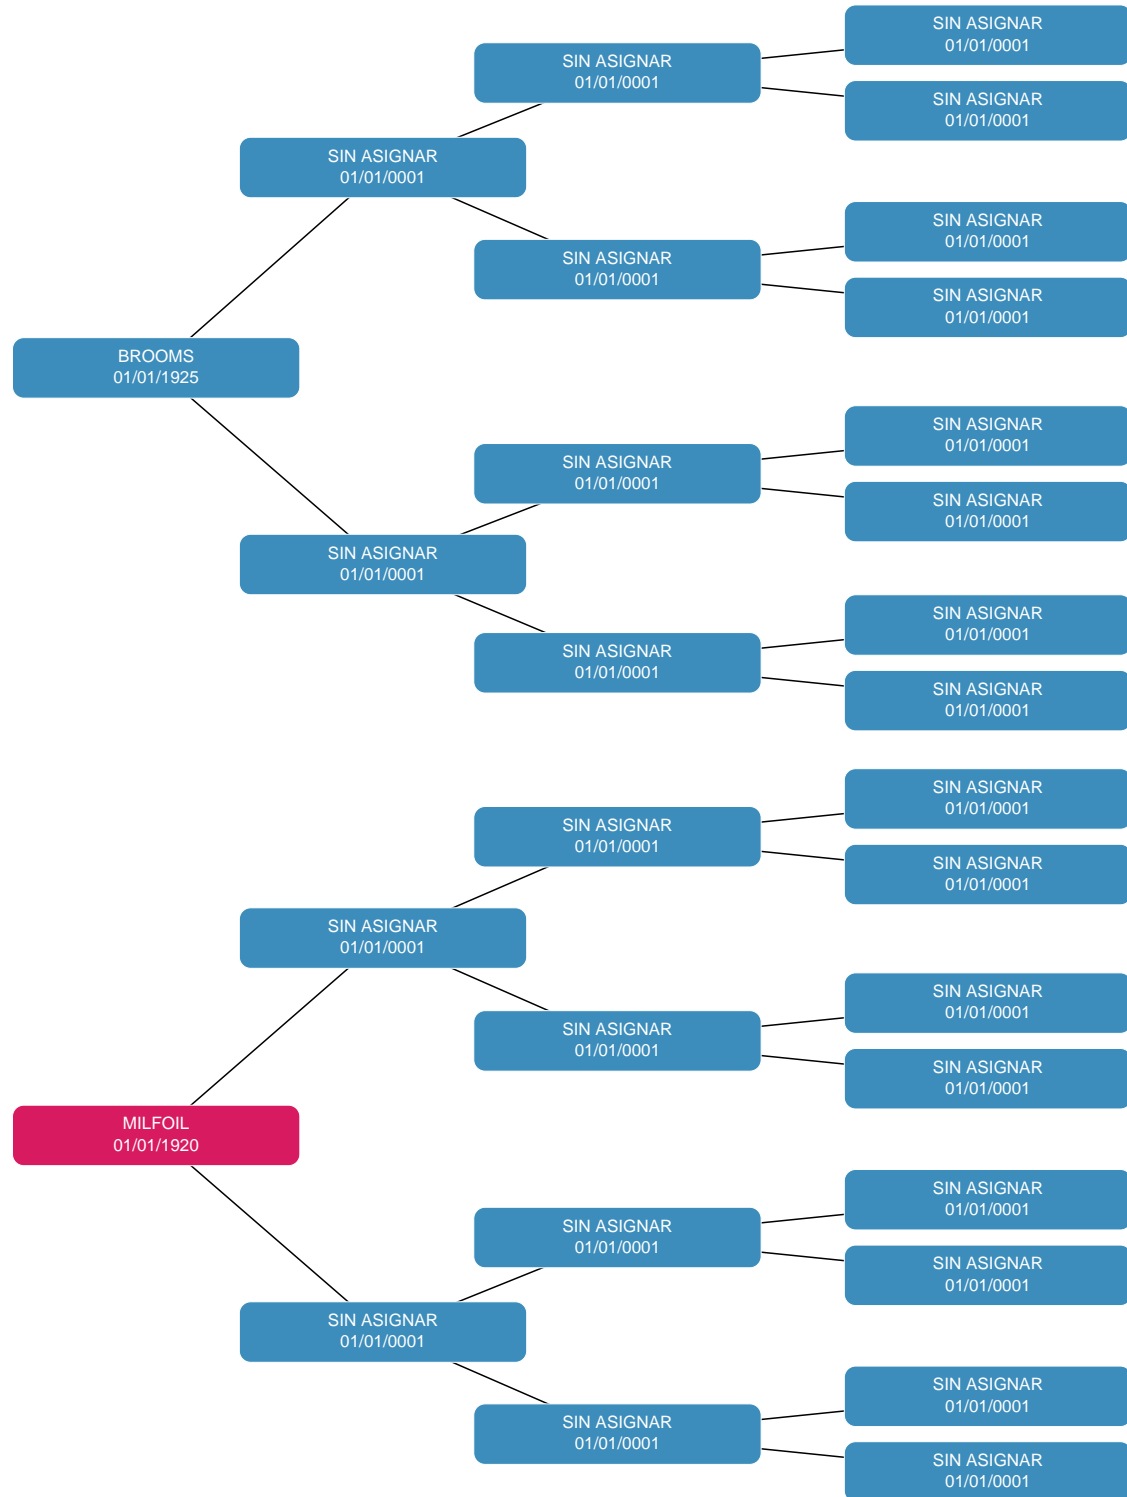 SIN ASIGNAR
01/01/0001
SIN ASIGNAR
01/01/0001
SIN ASIGNAR
01/01/0001
SIN ASIGNAR
01/01/0001
SIN ASIGNAR
01/01/0001
SIN ASIGNAR
01/01/0001
SIN ASIGNAR
01/01/0001
BROOMS
01/01/1925
SIN ASIGNAR
01/01/0001
SIN ASIGNAR
01/01/0001
SIN ASIGNAR
01/01/0001
SIN ASIGNAR
01/01/0001
SIN ASIGNAR
01/01/0001
SIN ASIGNAR
01/01/0001
SIN ASIGNAR
01/01/0001
SIN ASIGNAR
01/01/0001
SIN ASIGNAR
01/01/0001
SIN ASIGNAR
01/01/0001
SIN ASIGNAR
01/01/0001
SIN ASIGNAR
01/01/0001
SIN ASIGNAR
01/01/0001
SIN ASIGNAR
01/01/0001
MILFOIL
01/01/1920
SIN ASIGNAR
01/01/0001
SIN ASIGNAR
01/01/0001
SIN ASIGNAR
01/01/0001
SIN ASIGNAR
01/01/0001
SIN ASIGNAR
01/01/0001
SIN ASIGNAR
01/01/0001
SIN ASIGNAR
01/01/0001